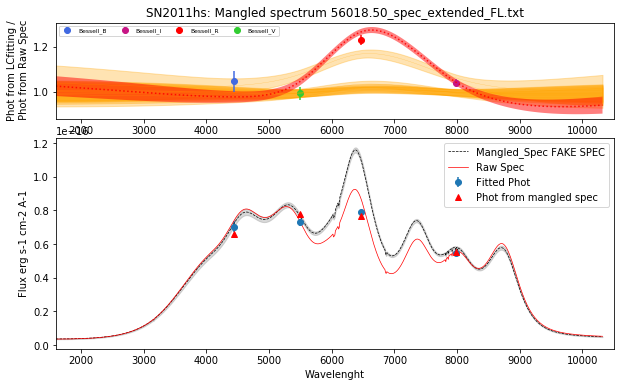 SN2011hs: Mangled spectrum 56018.50_spec_extended_FL.txt
Phot from LCfitting /
Phot from Raw Spec
Bessell_B
Bessell_I
Bessell_R
Bessell_V
1.2
1.0
2000 3000 4000 5000 6000 7000 8000 9000 10000
1e−16
Flux erg s-1 cm-2 A-1
1.2
1.0
0.8
0.6
0.4
0.2
0.0
Mangled_Spec FAKE SPEC
Raw Spec
Fitted Phot
Phot from mangled spec
2000 3000 4000 5000 6000 7000 8000 9000 10000
Wavelenght